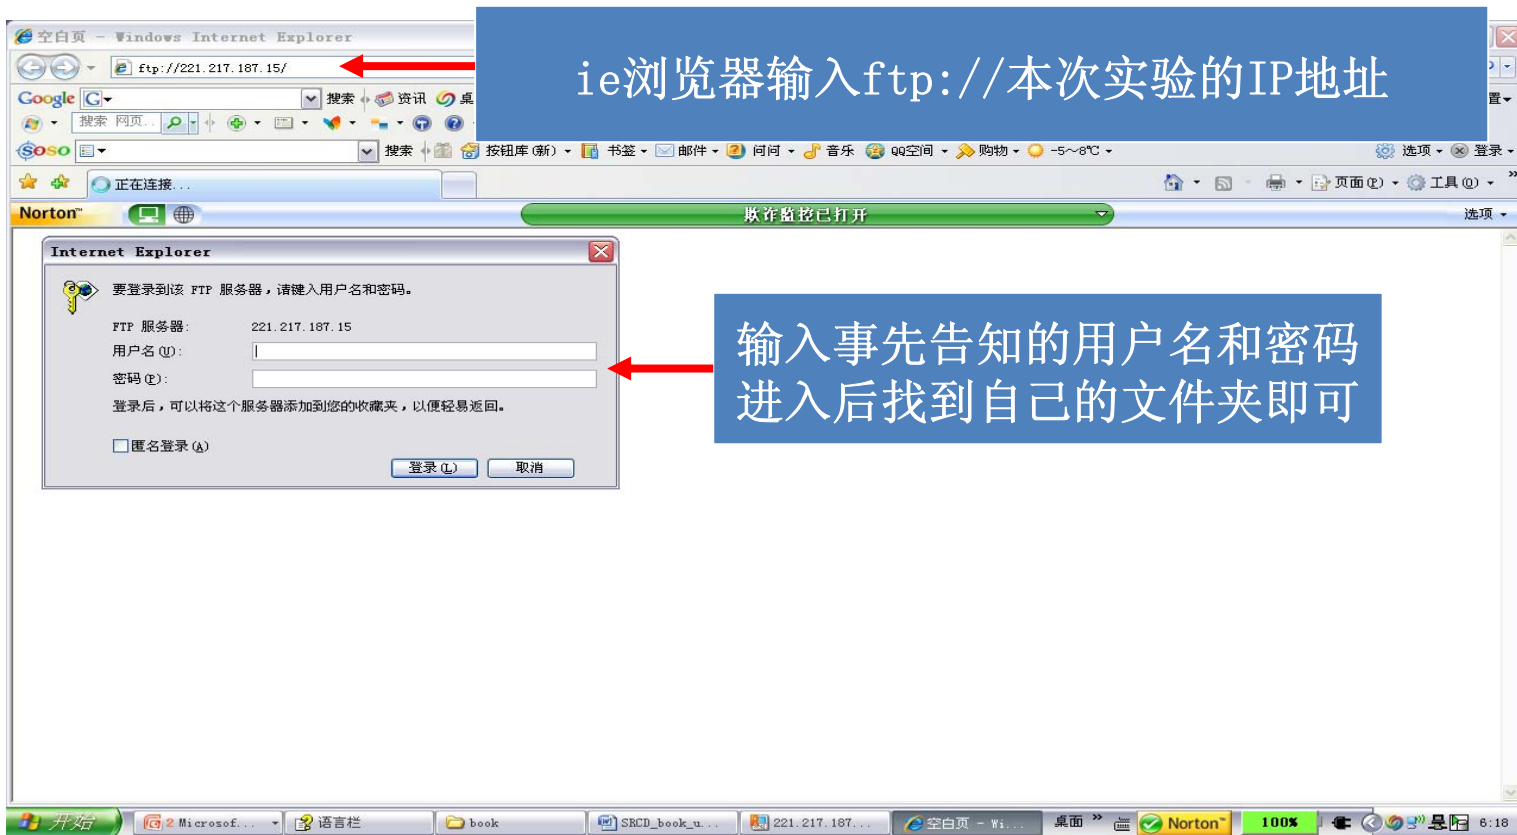 空白页 - Windows Internet Explorer
ie浏览器输入ftp://本次实验的IP地址
ftp://221.217.187.15/
Google G 搜索 资讯 桌
置
搜索 网页..
SOSO 搜索 按钮库(新) 书签 邮件 问问 音乐 QQ空间 购物 -5~8℃ 选项 登录
正在连接... 页面(P) 工具(O) »
Norton™ 欺诈监控已打开 选项
Internet Explorer
要登录到该 FTP 服务器，请键入用户名和密码。
FTP 服务器: 221.217.187.15
用户名(U):
密码(P):
登录后，可以将这个服务器添加到您的收藏夹，以便轻易返回。
匿名登录(A)
登录(L) 取消
输入事先告知的用户名和密码
进入后找到自己的文件夹即可
开始 2 Microsof... 语言栏 book SRCD_book_u... 221.217.187... 空白页 - Wi... 桌面 » Norton™ 100% 6:18